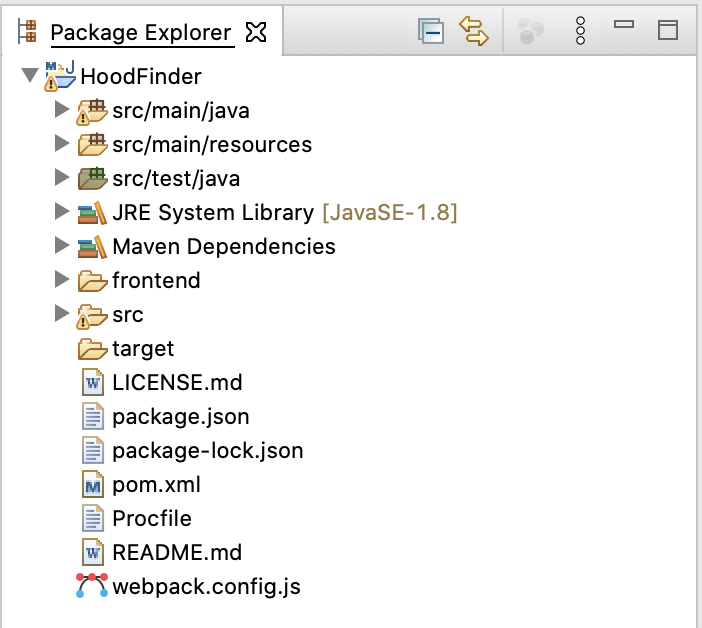 Package Explorer
HoodFinder
src/main/java
src/main/resources
src/test/java
JRE System Library [JavaSE-1.8]
Maven Dependencies
frontend
src
target
LICENSE.md
package.json
package-lock.json
pom.xml
Procfile
README.md
webpack.config.js